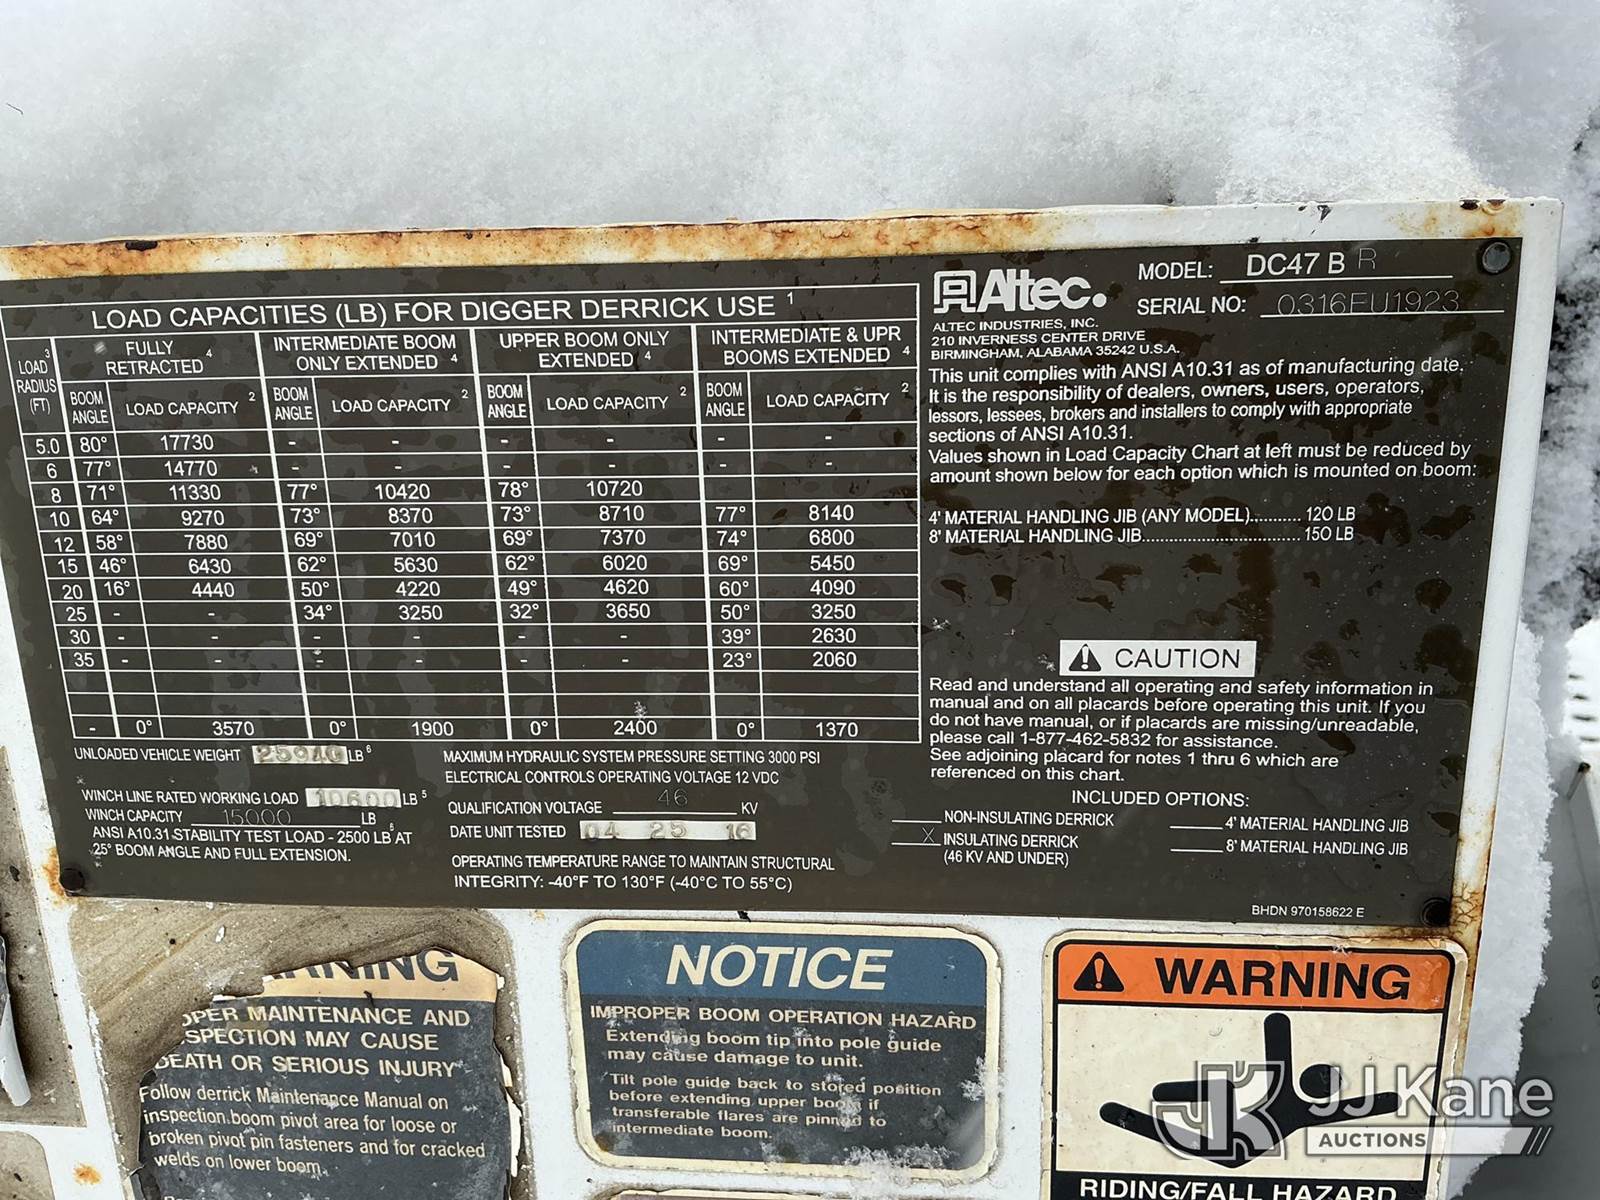 LOAD CAPACITIES (LB) FOR DIGGER DERRICK USE 1
LOAD 3 RADIUS (FT) | FULLY RETRACTED 4 | INTERMEDIATE BOOM ONLY EXTENDED 4 | UPPER BOOM ONLY EXTENDED 4 | INTERMEDIATE & UPR BOOMS EXTENDED 4
BOOM ANGLE | LOAD CAPACITY 2 | BOOM ANGLE | LOAD CAPACITY 2 | BOOM ANGLE | LOAD CAPACITY 2 | BOOM ANGLE | LOAD CAPACITY 2
5.0 80° 17730 - - - - - -
6 77° 14770 - - - - - -
8 71° 11330 77° 10420 78° 10720 - -
10 64° 9270 73° 8370 73° 8710 77° 8140
12 58° 7880 69° 7010 69° 7370 74° 6800
15 46° 6430 62° 5630 62° 6020 69° 5450
20 16° 4440 50° 4220 49° 4620 60° 4090
25 - - 34° 3250 32° 3650 50° 3250
30 - - - - - - 39° 2630
35 - - - - - - 23° 2060
- 0° 3570 0° 1900 0° 2400 0° 1370
UNLOADED VEHICLE WEIGHT 25940 LB 6
WINCH LINE RATED WORKING LOAD 10600 LB 5
WINCH CAPACITY 15000 LB
ANSI A10.31 STABILITY TEST LOAD - 2500 LB 6 AT
25° BOOM ANGLE AND FULL EXTENSION.
MAXIMUM HYDRAULIC SYSTEM PRESSURE SETTING 3000 PSI
ELECTRICAL CONTROLS OPERATING VOLTAGE 12 VDC
QUALIFICATION VOLTAGE 46 KV
DATE UNIT TESTED 04 25 16
OPERATING TEMPERATURE RANGE TO MAINTAIN STRUCTURAL
INTEGRITY: -40°F TO 130°F (-40°C TO 55°C)
Altec.
MODEL: DC47 B R
SERIAL NO: 0316EU1923
ALTEC INDUSTRIES, INC.
210 INVERNESS CENTER DRIVE
BIRMINGHAM, ALABAMA 35242 U.S.A.
This unit complies with ANSI A10.31 as of manufacturing date.
It is the responsibility of dealers, owners, users, operators,
lessors, lessees, brokers and installers to comply with appropriate
sections of ANSI A10.31.
Values shown in Load Capacity Chart at left must be reduced by
amount shown below for each option which is mounted on boom:
4' MATERIAL HANDLING JIB (ANY MODEL)........... 120 LB
8' MATERIAL HANDLING JIB................................. 150 LB
CAUTION
Read and understand all operating and safety information in
manual and on all placards before operating this unit. If you
do not have manual, or if placards are missing/unreadable,
please call 1-877-462-5832 for assistance.
See adjoining placard for notes 1 thru 6 which are
referenced on this chart.
INCLUDED OPTIONS:
NON-INSULATING DERRICK
X INSULATING DERRICK
(46 KV AND UNDER)
4' MATERIAL HANDLING JIB
8' MATERIAL HANDLING JIB
BHDN 970158622 E
RNING
OPER MAINTENANCE AND
SPECTION MAY CAUSE
DEATH OR SERIOUS INJURY
Follow derrick Maintenance Manual on
inspection boom pivot area for loose or
broken pivot pin fasteners and for cracked
welds on lower boom.
NOTICE
IMPROPER BOOM OPERATION HAZARD
Extending boom tip into pole guide
may cause damage to unit.
Tilt pole guide back to stored position
before extending upper boom if
transferable flares are pinned to
intermediate boom.
WARNING
RIDING/FALL HAZARD
JK JJ Kane
AUCTIONS